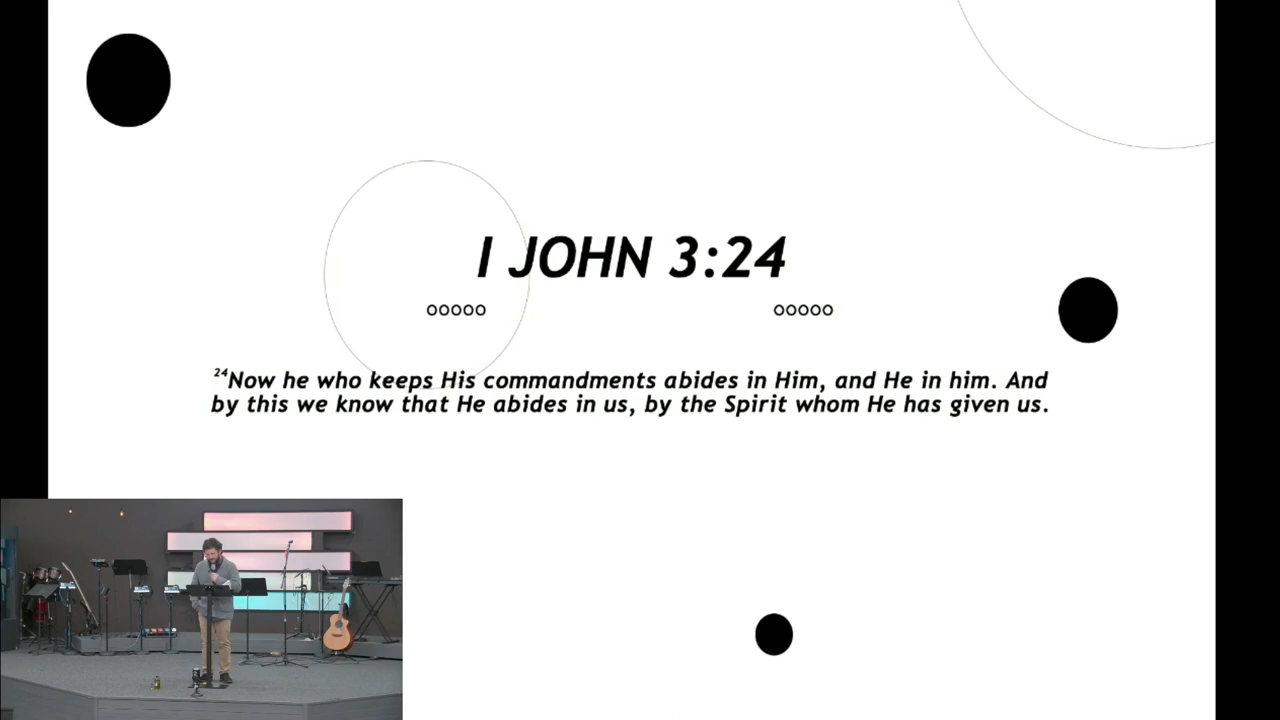 I JOHN 3:24
ooooo ooooo
24Now he who keeps His commandments abides in Him, and He in him. And
by this we know that He abides in us, by the Spirit whom He has given us.